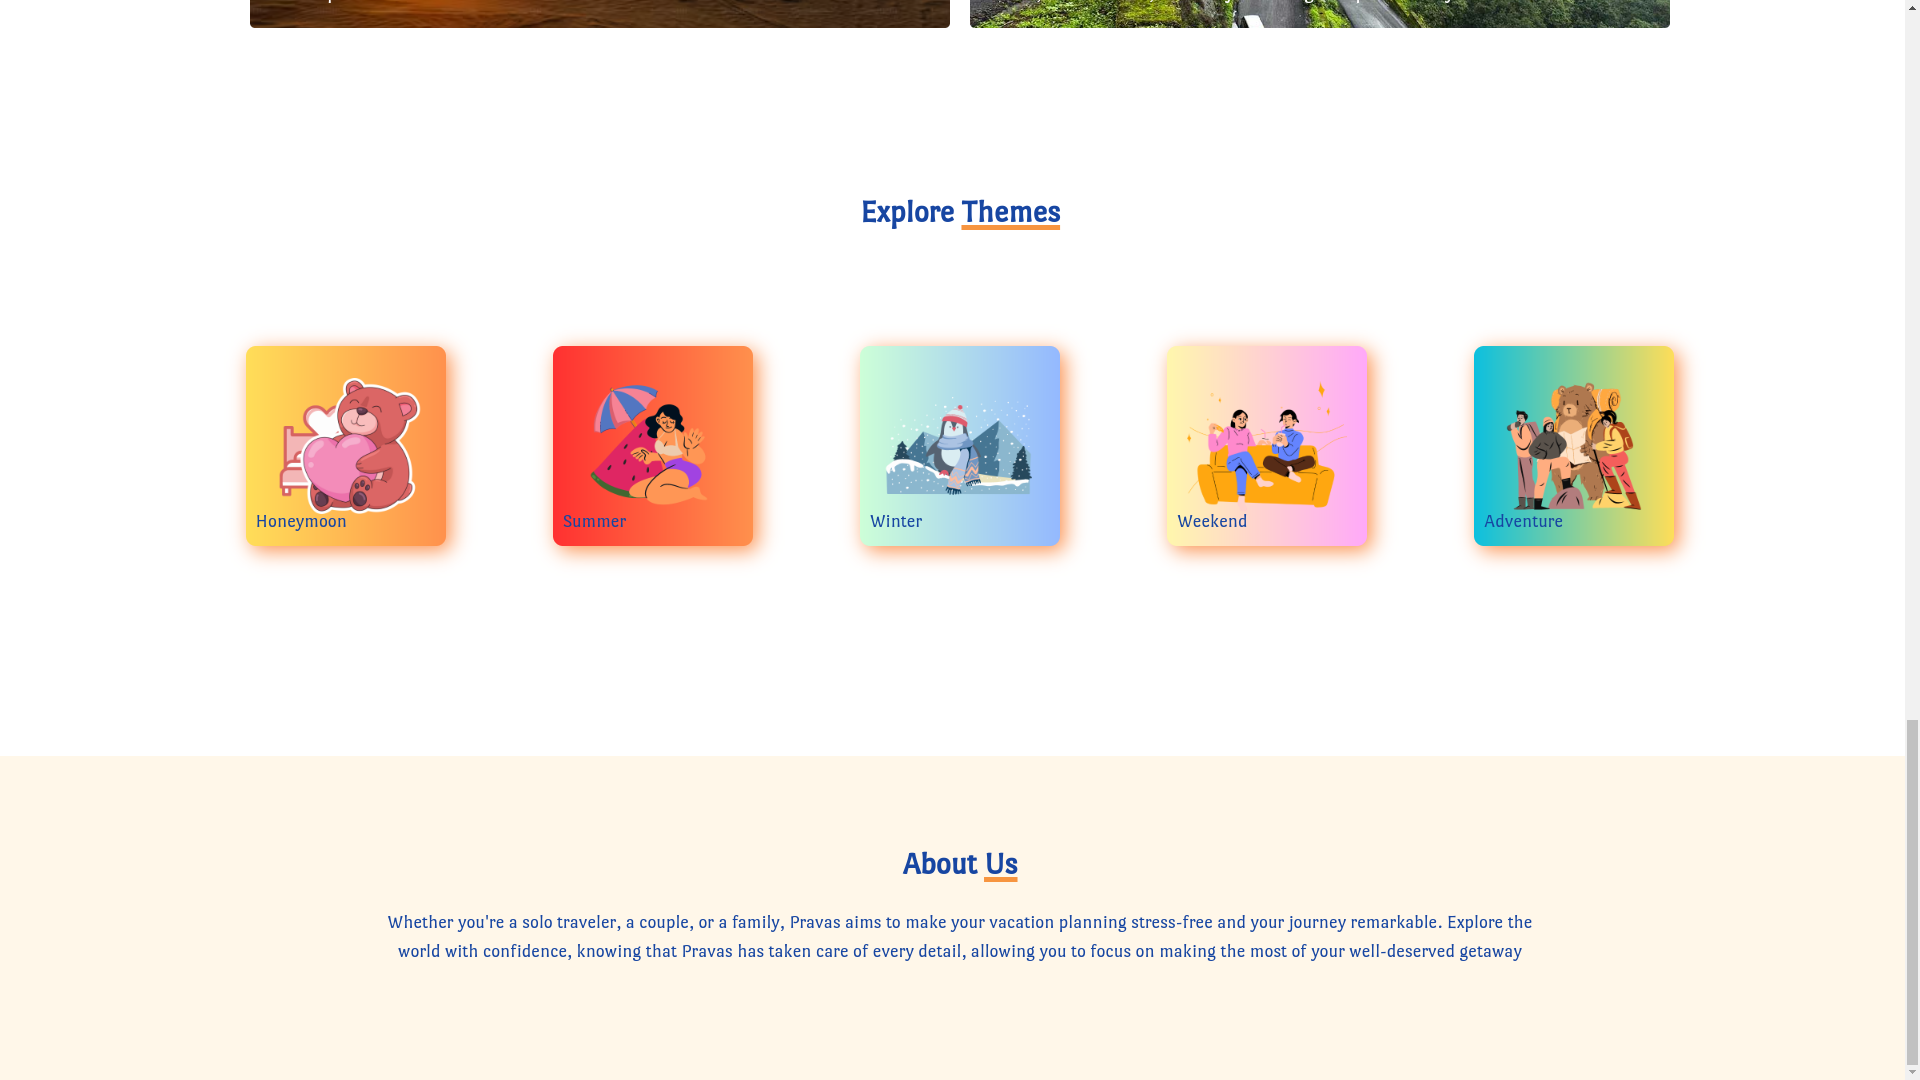 Explore Themes
Honeymoon
Summer
Winter
Weekend
Adventure
About Us
Whether you're a solo traveler, a couple, or a family, Pravas aims to make your vacation planning stress-free and your journey remarkable. Explore the
world with confidence, knowing that Pravas has taken care of every detail, allowing you to focus on making the most of your well-deserved getaway